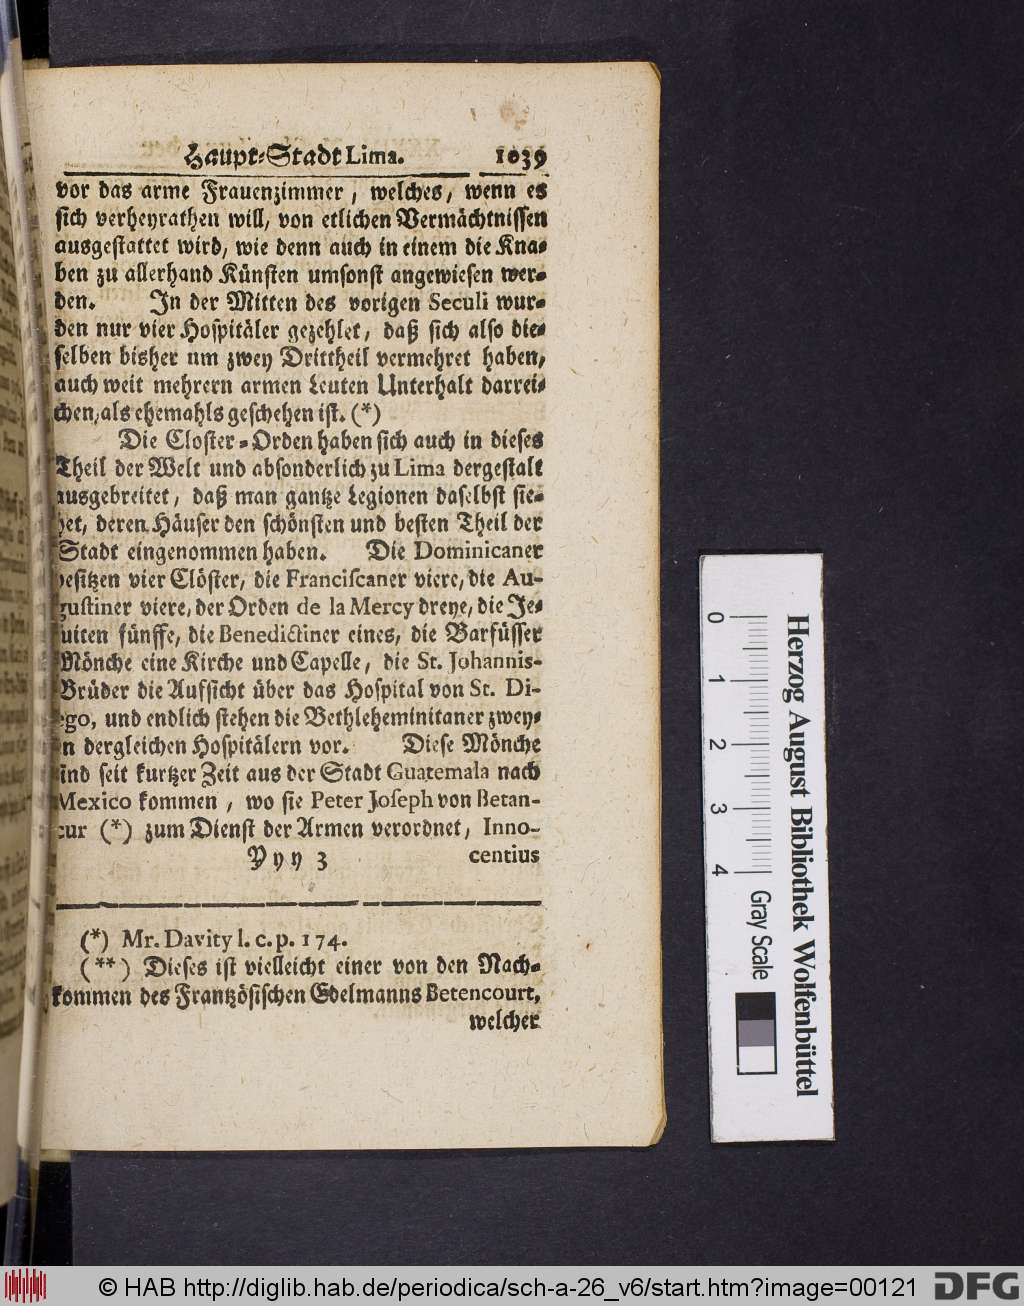 Haupt-Stadt Lima. 1039
vor das arme Frauenzimmer, welches, wenn es
sich verheyrathen will, von etlichen Vermächtnissen
ausgestattet wird, wie denn auch in einem die Kna-
ben zu allerhand Künsten umsonst angewiesen wer-
den. In der Mitten des vorigen Seculi wur-
den nur vier Hospitäler gezehlet, daß sich also die-
selben bisher um zwey Drittheil vermehret haben,
auch weit mehrern armen Leuten Unterhalt darrei-
chen, als ehemahls geschehen ist. (*)
Die Closter-Orden haben sich auch in dieses
Theil der Welt und absonderlich zu Lima dergestalt
ausgebreitet, daß man gantze Legionen daselbst sie-
het, deren Häuser den schönsten und besten Theil der
Stadt eingenommen haben. Die Dominicaner
besitzen vier Clöster, die Franciscaner viere, die Au-
gustiner viere, der Orden de la Mercy dreye, die Je-
suiten fünffe, die Benedictiner eines, die Barfüsser
Mönche eine Kirche und Capelle, die St. Johannis-
Brüder die Aufsicht über das Hospital von St. Di-
ego, und endlich stehen die Bethleheminitaner zwey-
en dergleichen Hospitälern vor. Diese Mönche
sind seit kurtzer Zeit aus der Stadt Guatemala nach
Mexico kommen, wo sie Peter Joseph von Betan-
cur (*) zum Dienst der Armen verordnet, Inno-
Yyy 3 centius
(*) Mr. Davity l. c. p. 174.
(**) Dieses ist vielleicht einer von den Nach-
kommen des Frantzösischen Edelmanns Betencourt,
welcher
0 1 2 3 4
Herzog August Bibliothek Wolfenbüttel
Gray Scale
© HAB http://diglib.hab.de/periodica/sch-a-26_v6/start.htm?image=00121
DFG